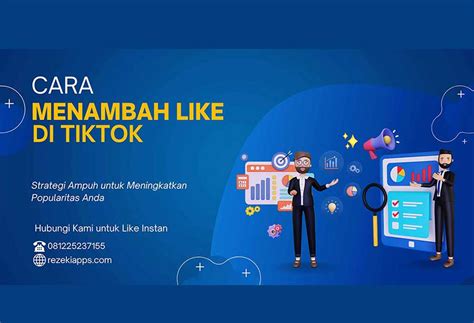 CARA
MENAMBAH LIKE
DI TIKTOK
Strategi Ampuh untuk Meningkatkan
Popularitas Anda
Hubungi Kami untuk Like Instan
081225237155
rezekiapps.com